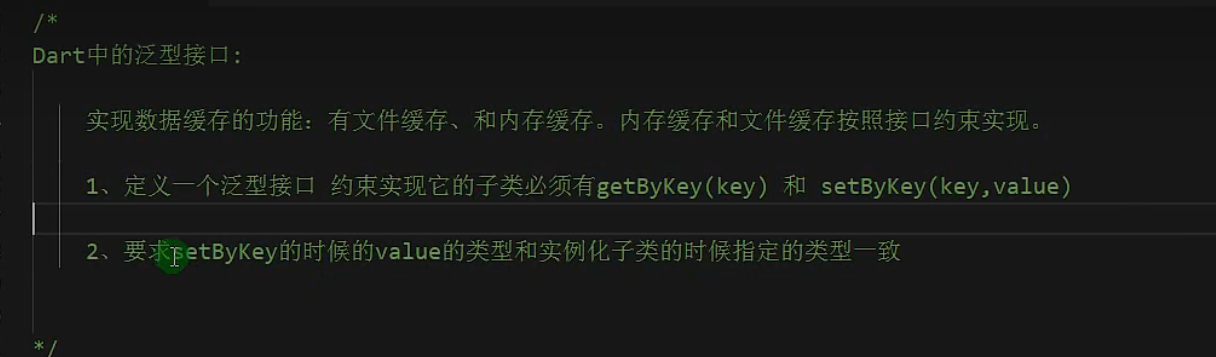 /*
Dart中的泛型接口:
实现数据缓存的功能：有文件缓存、和内存缓存。内存缓存和文件缓存按照接口约束实现。
1、定义一个泛型接口 约束实现它的子类必须有getByKey(key) 和 setByKey(key,value)
2、要求setByKey的时候的value的类型和实例化子类的时候指定的类型一致
*/